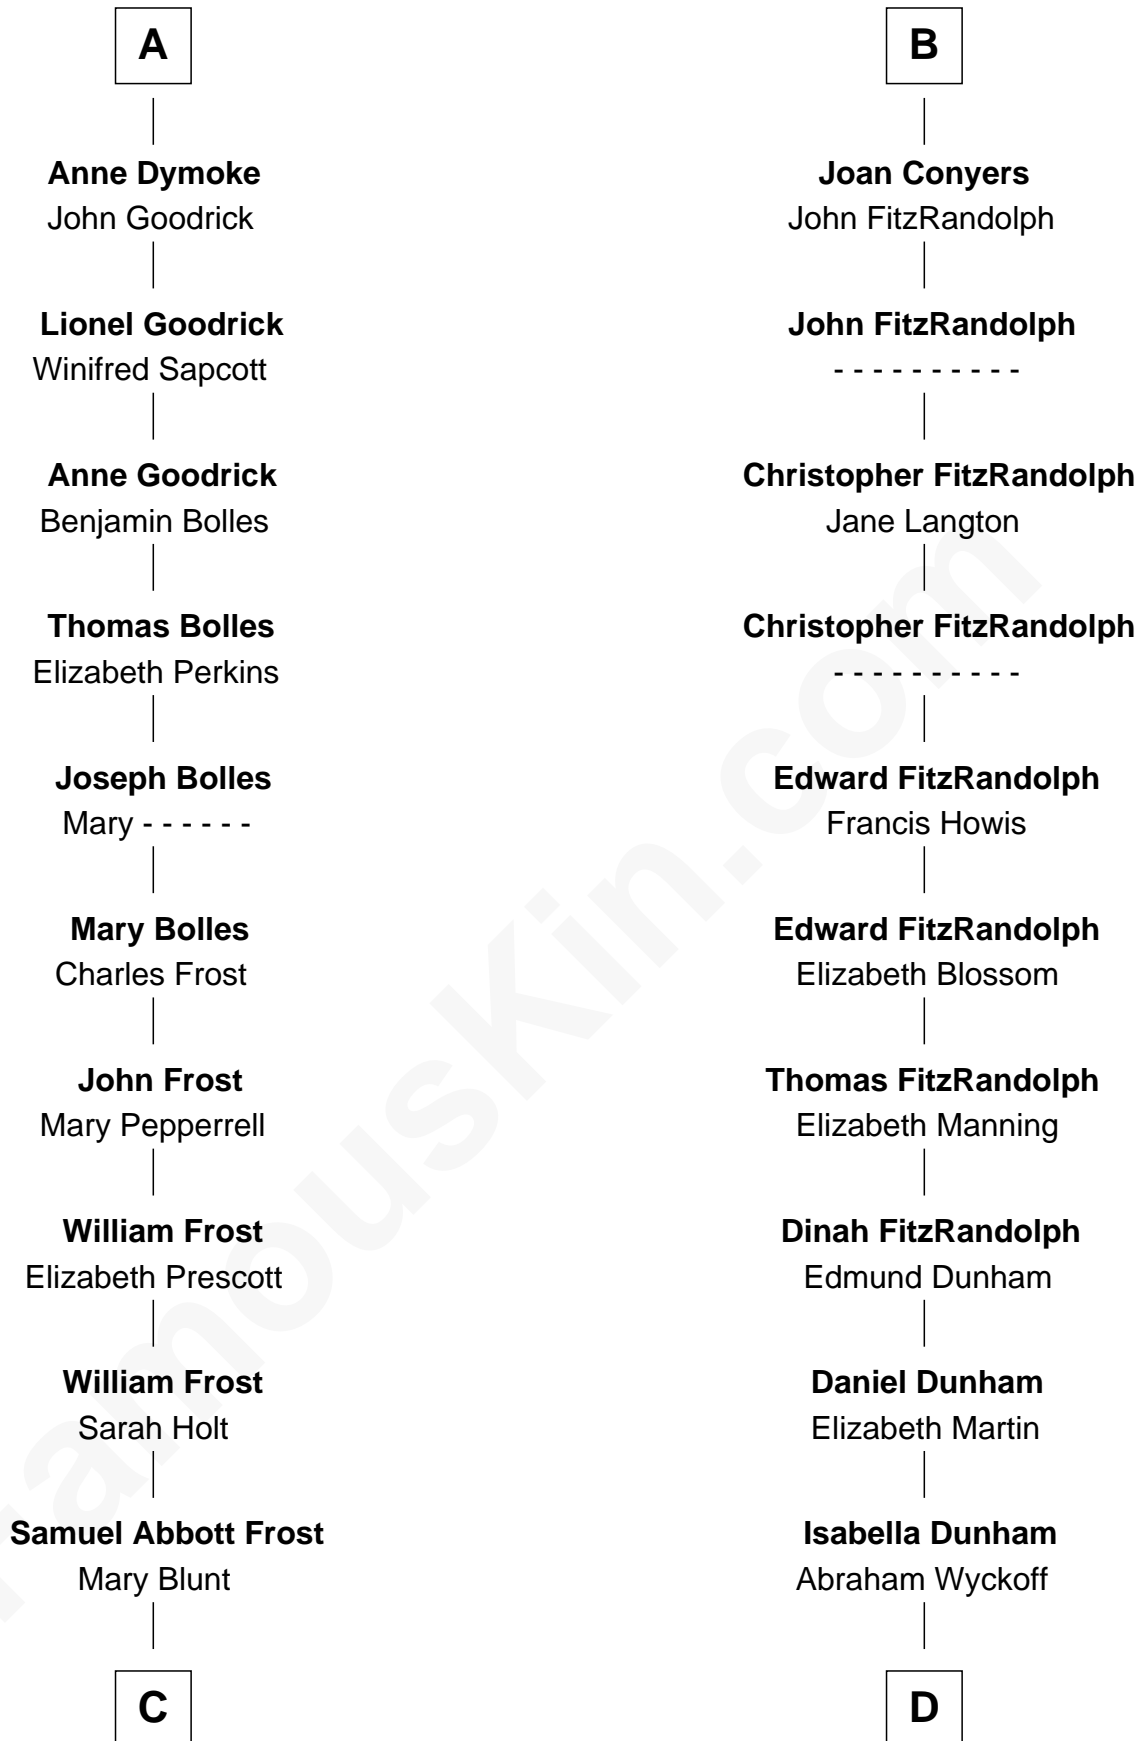 A
Anne Dymoke
John Goodrick
Lionel Goodrick
Winifred Sapcott
Anne Goodrick
Benjamin Bolles
Thomas Bolles
Elizabeth Perkins
Joseph Bolles
Mary - - - - - -
Mary Bolles
Charles Frost
John Frost
Mary Pepperrell
William Frost
Elizabeth Prescott
William Frost
Sarah Holt
Samuel Abbott Frost
Mary Blunt
C
B
Joan Conyers
John FitzRandolph
John FitzRandolph
- - - - - - - - - -
Christopher FitzRandolph
Jane Langton
Christopher FitzRandolph
- - - - - - - - - -
Edward FitzRandolph
Francis Howis
Edward FitzRandolph
Elizabeth Blossom
Thomas FitzRandolph
Elizabeth Manning
Dinah FitzRandolph
Edmund Dunham
Daniel Dunham
Elizabeth Martin
Isabella Dunham
Abraham Wyckoff
D
FamousKin.com